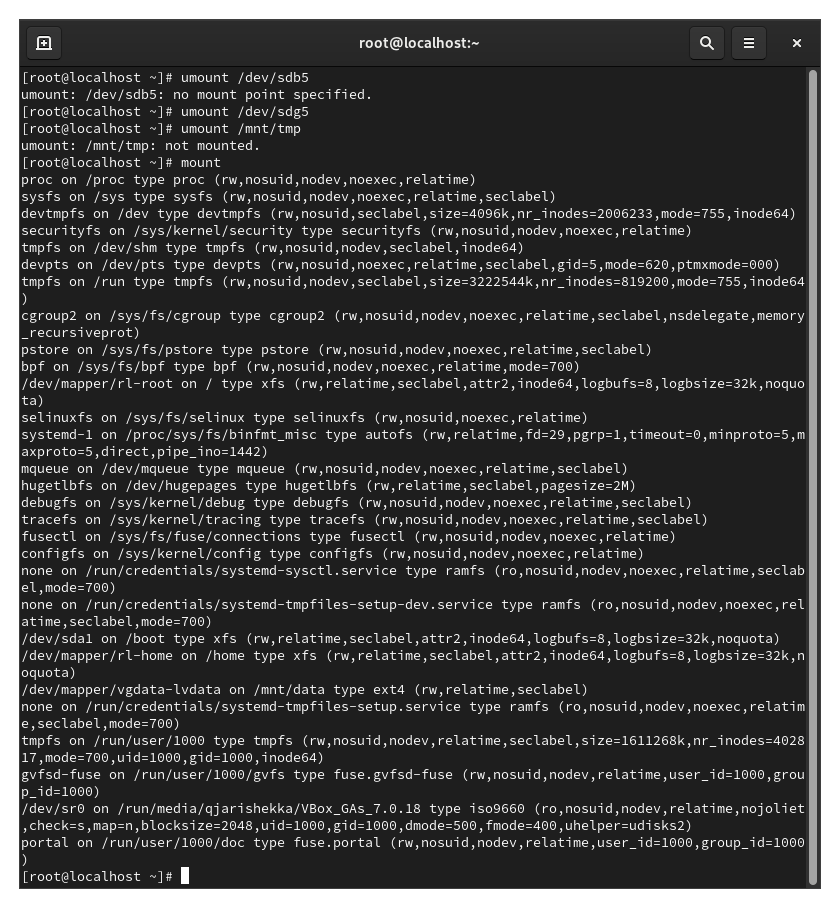 root@localhost:~
[root@localhost ~]# umount /dev/sdb5
umount: /dev/sdb5: no mount point specified.
[root@localhost ~]# umount /dev/sdg5
[root@localhost ~]# umount /mnt/tmp
umount: /mnt/tmp: not mounted.
[root@localhost ~]# mount
proc on /proc type proc (rw,nosuid,nodev,noexec,relatime)
sysfs on /sys type sysfs (rw,nosuid,nodev,noexec,relatime,seclabel)
devtmpfs on /dev type devtmpfs (rw,nosuid,seclabel,size=4096k,nr_inodes=2006233,mode=755,inode64)
securityfs on /sys/kernel/security type securityfs (rw,nosuid,nodev,noexec,relatime)
tmpfs on /dev/shm type tmpfs (rw,nosuid,nodev,seclabel,inode64)
devpts on /dev/pts type devpts (rw,nosuid,noexec,relatime,seclabel,gid=5,mode=620,ptmxmode=000)
tmpfs on /run type tmpfs (rw,nosuid,nodev,seclabel,size=3222544k,nr_inodes=819200,mode=755,inode64
)
cgroup2 on /sys/fs/cgroup type cgroup2 (rw,nosuid,nodev,noexec,relatime,seclabel,nsdelegate,memory
_recursiveprot)
pstore on /sys/fs/pstore type pstore (rw,nosuid,nodev,noexec,relatime,seclabel)
bpf on /sys/fs/bpf type bpf (rw,nosuid,nodev,noexec,relatime,mode=700)
/dev/mapper/rl-root on / type xfs (rw,relatime,seclabel,attr2,inode64,logbufs=8,logbsize=32k,noquo
ta)
selinuxfs on /sys/fs/selinux type selinuxfs (rw,nosuid,noexec,relatime)
systemd-1 on /proc/sys/fs/binfmt_misc type autofs (rw,relatime,fd=29,pgrp=1,timeout=0,minproto=5,m
axproto=5,direct,pipe_ino=1442)
mqueue on /dev/mqueue type mqueue (rw,nosuid,nodev,noexec,relatime,seclabel)
hugetlbfs on /dev/hugepages type hugetlbfs (rw,relatime,seclabel,pagesize=2M)
debugfs on /sys/kernel/debug type debugfs (rw,nosuid,nodev,noexec,relatime,seclabel)
tracefs on /sys/kernel/tracing type tracefs (rw,nosuid,nodev,noexec,relatime,seclabel)
fusectl on /sys/fs/fuse/connections type fusectl (rw,nosuid,nodev,noexec,relatime)
configfs on /sys/kernel/config type configfs (rw,nosuid,nodev,noexec,relatime)
none on /run/credentials/systemd-sysctl.service type ramfs (ro,nosuid,nodev,noexec,relatime,seclab
el,mode=700)
none on /run/credentials/systemd-tmpfiles-setup-dev.service type ramfs (ro,nosuid,nodev,noexec,rel
atime,seclabel,mode=700)
/dev/sda1 on /boot type xfs (rw,relatime,seclabel,attr2,inode64,logbufs=8,logbsize=32k,noquota)
/dev/mapper/rl-home on /home type xfs (rw,relatime,seclabel,attr2,inode64,logbufs=8,logbsize=32k,n
oquota)
/dev/mapper/vgdata-lvdata on /mnt/data type ext4 (rw,relatime,seclabel)
none on /run/credentials/systemd-tmpfiles-setup.service type ramfs (ro,nosuid,nodev,noexec,relatim
e,seclabel,mode=700)
tmpfs on /run/user/1000 type tmpfs (rw,nosuid,nodev,relatime,seclabel,size=1611268k,nr_inodes=4028
17,mode=700,uid=1000,gid=1000,inode64)
gvfsd-fuse on /run/user/1000/gvfs type fuse.gvfsd-fuse (rw,nosuid,nodev,relatime,user_id=1000,grou
p_id=1000)
/dev/sr0 on /run/media/qjarishekka/VBox_GAs_7.0.18 type iso9660 (ro,nosuid,nodev,relatime,nojoliet
,check=s,map=n,blocksize=2048,uid=1000,gid=1000,dmode=500,fmode=400,uhelper=udisks2)
portal on /run/user/1000/doc type fuse.portal (rw,nosuid,nodev,relatime,user_id=1000,group_id=1000
)
[root@localhost ~]#